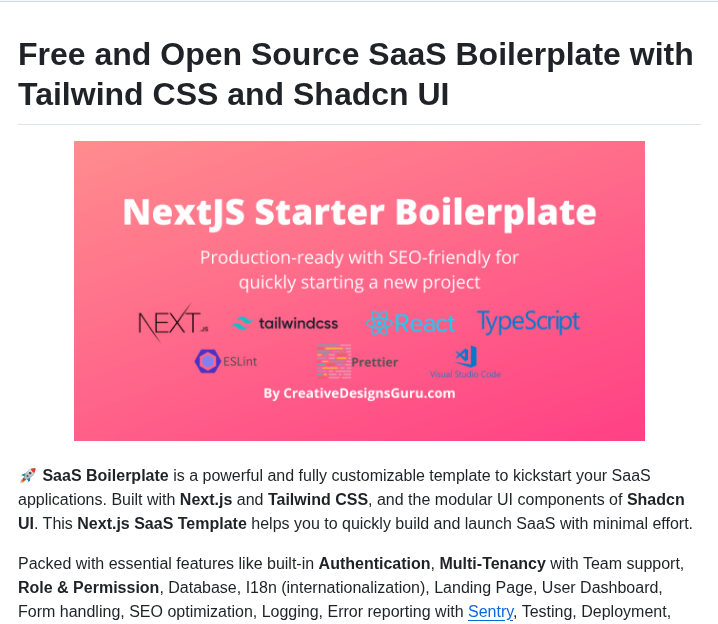 Free and Open Source SaaS Boilerplate with
Tailwind CSS and Shadcn UI
NextJS Starter Boilerplate
Production-ready with SEO-friendly for
quickly starting a new project
NEXT.JS tailwindcss React TypeScript
ESLint Prettier Visual Studio Code
By CreativeDesignsGuru.com
🚀 SaaS Boilerplate is a powerful and fully customizable template to kickstart your SaaS
applications. Built with Next.js and Tailwind CSS, and the modular UI components of Shadcn
UI. This Next.js SaaS Template helps you to quickly build and launch SaaS with minimal effort.
Packed with essential features like built-in Authentication, Multi-Tenancy with Team support,
Role & Permission, Database, I18n (internationalization), Landing Page, User Dashboard,
Form handling, SEO optimization, Logging, Error reporting with Sentry, Testing, Deployment,